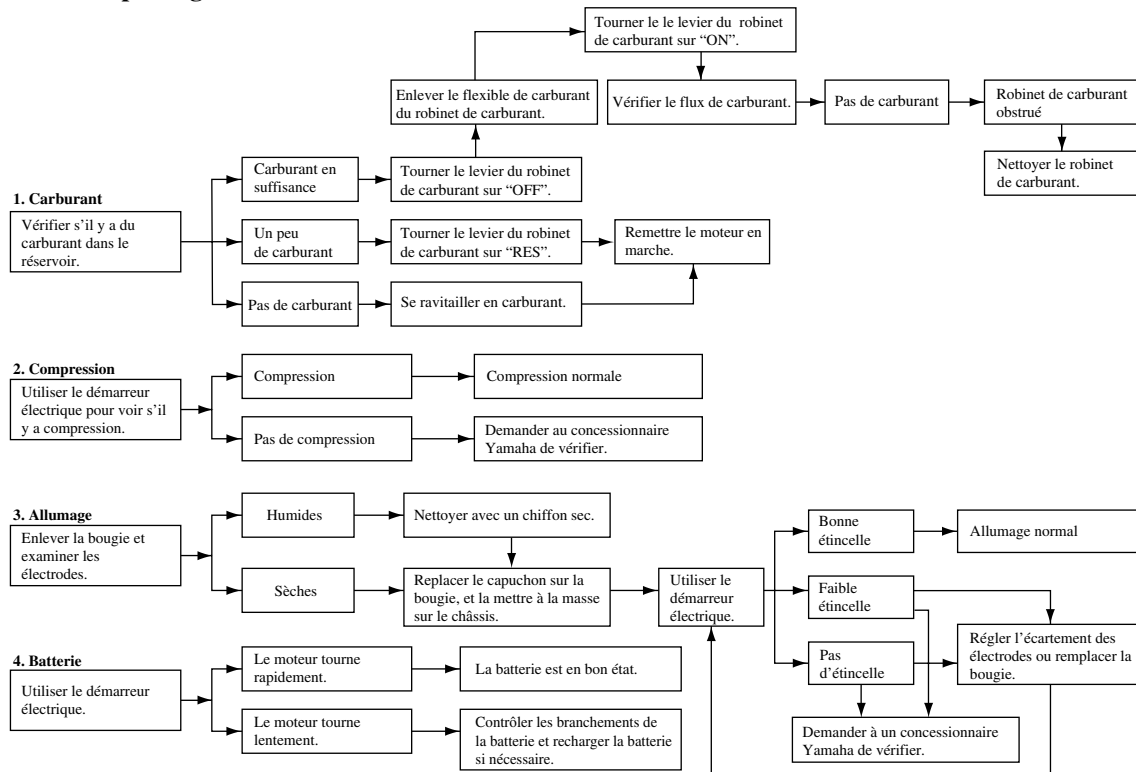 Tourner le le levier du robinet
de carburant sur “ON”.
Enlever le flexible de carburant
du robinet de carburant.
Vérifier le flux de carburant.
Pas de carburant
Robinet de carburant
obstrué
Nettoyer le robinet
de carburant.
1. Carburant
Vérifier s’il y a du
carburant dans le
réservoir.
Carburant en
suffisance
Tourner le levier du robinet
de carburant sur “OFF”.
Un peu
de carburant
Tourner le levier du robinet
de carburant sur “RES”.
Remettre le moteur en
marche.
Pas de carburant
Se ravitailler en carburant.
2. Compression
Utiliser le démarreur
électrique pour voir s’il
y a compression.
Compression
Compression normale
Pas de compression
Demander au concessionnaire
Yamaha de vérifier.
3. Allumage
Enlever la bougie et
examiner les
électrodes.
Humides
Nettoyer avec un chiffon sec.
Sèches
Replacer le capuchon sur la
bougie, et la mettre à la masse
sur le châssis.
Utiliser le
démarreur
électrique.
Bonne
étincelle
Allumage normal
Faible
étincelle
Pas
d’étincelle
Régler l’écartement des
électrodes ou remplacer la
bougie.
Demander à un concessionnaire
Yamaha de vérifier.
4. Batterie
Utiliser le démarreur
électrique.
Le moteur tourne
rapidement.
La batterie est en bon état.
Le moteur tourne
lentement.
Contrôler les branchements de
la batterie et recharger la batterie
si nécessaire.